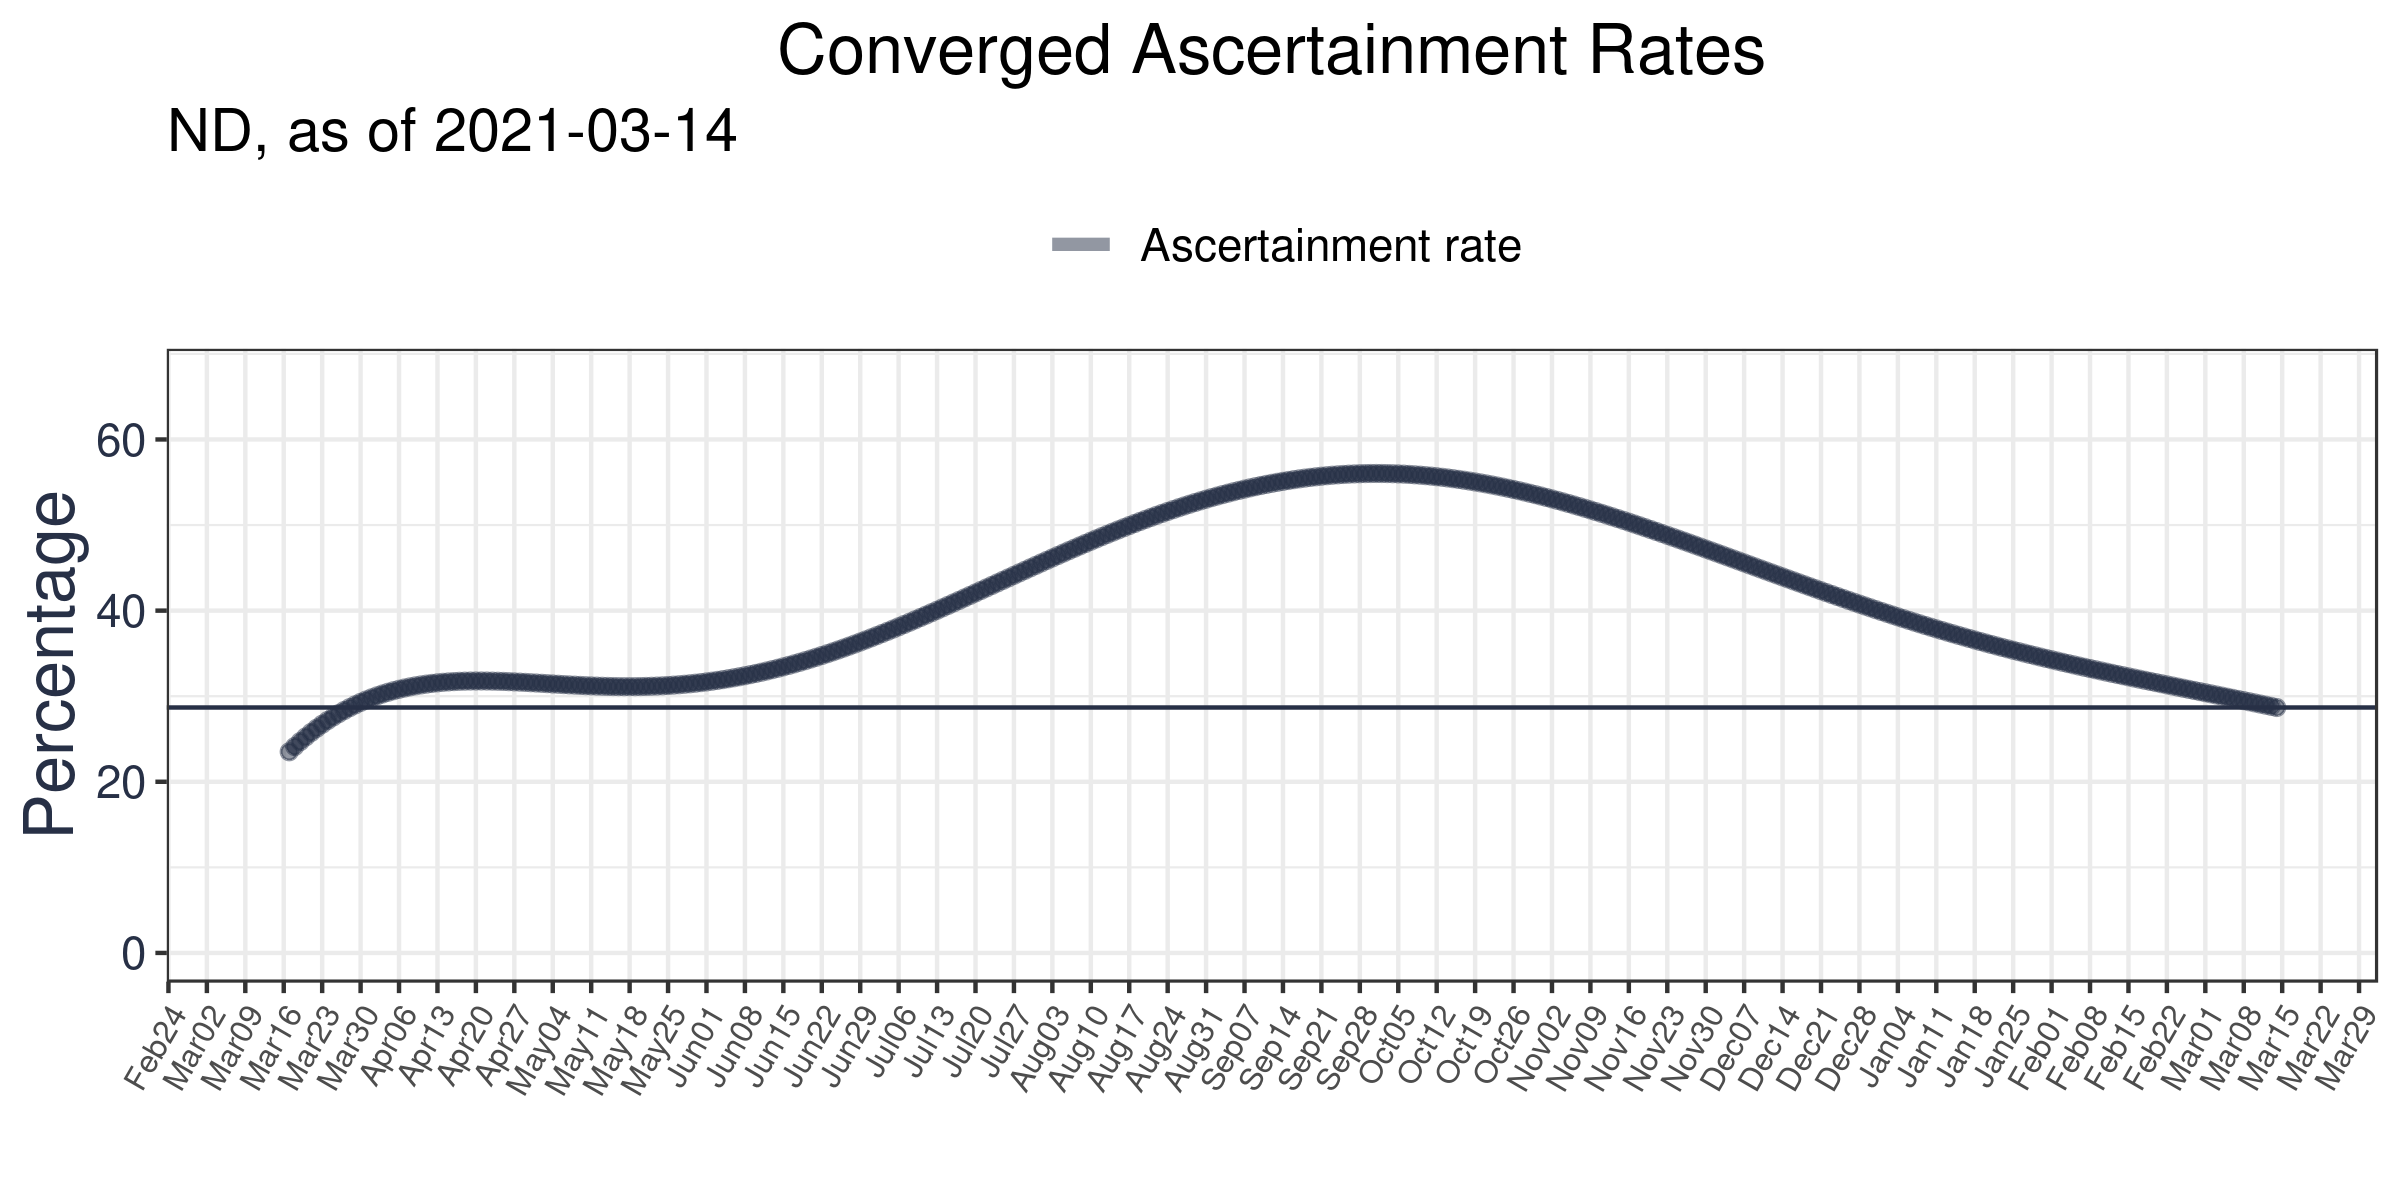 Converged Ascertainment Rates
ND, as of 2021-03-14
Ascertainment rate
Percentage
60
40
20
0
Feb24 Mar02 Mar09 Mar16 Mar23 Mar30 Apr06 Apr13 Apr20 Apr27 May04 May11 May18 May25 Jun01 Jun08 Jun15 Jun22 Jun29 Jul06 Jul13 Jul20 Jul27 Aug03 Aug10 Aug17 Aug24 Aug31 Sep07 Sep14 Sep21 Sep28 Oct05 Oct12 Oct19 Oct26 Nov02 Nov09 Nov16 Nov23 Nov30 Dec07 Dec14 Dec21 Dec28 Jan04 Jan11 Jan18 Jan25 Feb01 Feb08 Feb15 Feb22 Mar01 Mar08 Mar15 Mar22 Mar29